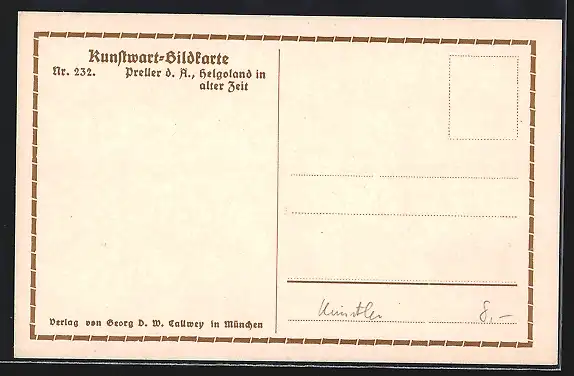 Kunstwart-Bildkarte
Nr. 232. Preller d. Ä., Helgoland in
alter Zeit
Verlag von Georg D. W. Callwey in München
Künstler 8,–